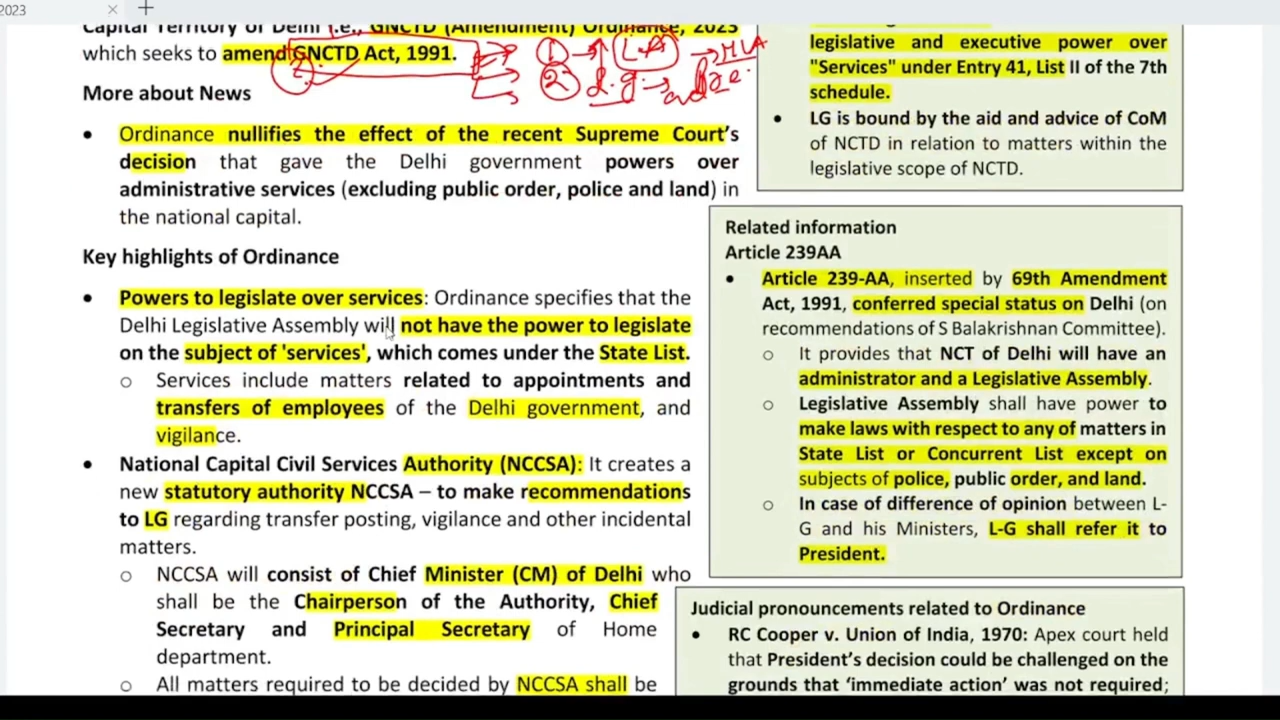 2023
Capital Territory of Delhi i.e., GNCTD (Amendment) Ordinance, 2023
which seeks to amend GNCTD Act, 1991.
? 1 L.A → MLA
2 L.G →
More about News
• Ordinance nullifies the effect of the recent Supreme Court's
decision that gave the Delhi government powers over
administrative services (excluding public order, police and land) in
the national capital.
Key highlights of Ordinance
• Powers to legislate over services: Ordinance specifies that the
Delhi Legislative Assembly will not have the power to legislate
on the subject of 'services', which comes under the State List.
o Services include matters related to appointments and
transfers of employees of the Delhi government, and
vigilance.
• National Capital Civil Services Authority (NCCSA): It creates a
new statutory authority NCCSA – to make recommendations
to LG regarding transfer posting, vigilance and other incidental
matters.
o NCCSA will consist of Chief Minister (CM) of Delhi who
shall be the Chairperson of the Authority, Chief
Secretary and Principal Secretary of Home
department.
o All matters required to be decided by NCCSA shall be
legislative and executive power over
"Services" under Entry 41, List II of the 7th
schedule.
• LG is bound by the aid and advice of CoM
of NCTD in relation to matters within the
legislative scope of NCTD.
Related information
Article 239AA
• Article 239-AA, inserted by 69th Amendment
Act, 1991, conferred special status on Delhi (on
recommendations of S Balakrishnan Committee).
o It provides that NCT of Delhi will have an
administrator and a Legislative Assembly.
o Legislative Assembly shall have power to
make laws with respect to any of matters in
State List or Concurrent List except on
subjects of police, public order, and land.
o In case of difference of opinion between L-
G and his Ministers, L-G shall refer it to
President.
Judicial pronouncements related to Ordinance
• RC Cooper v. Union of India, 1970: Apex court held
that President's decision could be challenged on the
grounds that 'immediate action' was not required;